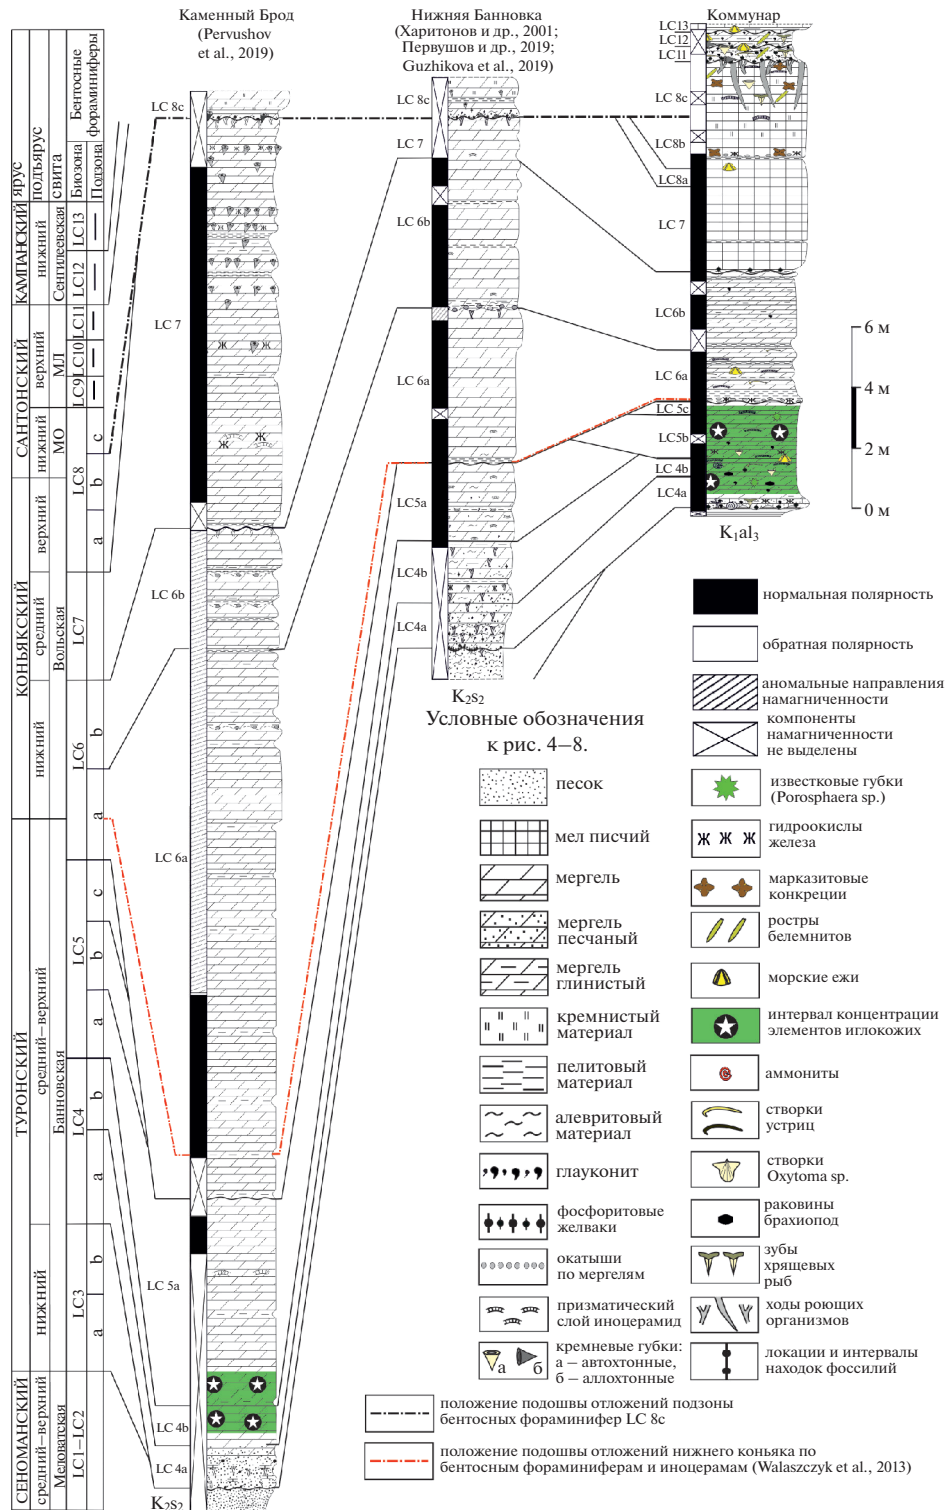 Каменный Брод
(Pervushov
et al., 2019)
Нижняя Банновка
(Харитонов и др., 2001;
Первушов и др., 2019;
Guzhikova et al., 2019)
Коммунар
ярус
подъярус
свита
Бентосные
фораминиферы
Биозона
Подзона
КАМПАНСКИЙ
нижний
Сенгилеевская
LC13
LC12
САНТОНСКИЙ
верхний
МЛ
LC11
LC10
LC9
нижний
МО
LC8
c
b
a
КОНЬЯКСКИЙ
верхний
средний
нижний
Вольская
LC7
LC6
b
a
ТУРОНСКИЙ
средний–верхний
Банновская
LC5
c
b
a
LC4
b
a
нижний
LC3
b
a
СЕНОМАНСКИЙ
средний–верхний
Меловатская
LC1–LC2
LC 8c
LC 7
LC 6b
LC 6a
LC 5a
LC 4b
LC 4a
K₂s₂
LC 8c
LC 7
LC 6b
LC 6a
LC5a
LC4b
LC4a
K₂s₂
LC13
LC12
LC11
LC 8c
LC8b
LC8a
LC 7
LC6b
LC 6a
LC 5c
LC5b
LC 4b
LC4a
K₁al₃
6 м
4 м
2 м
0 м
нормальная полярность
обратная полярность
аномальные направления
намагниченности
компоненты
намагниченности
не выделены
Условные обозначения
к рис. 4–8.
песок
мел писчий
мергель
мергель
песчаный
мергель
глинистый
кремнистый
материал
пелитовый
материал
алевритовый
материал
глауконит
фосфоритовые
желваки
окатыши
по мергелям
призматический
слой иноцерамид
а
б
кремневые губки:
а – автохтонные,
б – аллохтонные
известковые губки
(Porosphaera sp.)
гидроокислы
железа
марказитовые
конкреции
ростры
белемнитов
морские ежи
интервал концентрации
элементов иглокожих
аммониты
створки
устриц
створки
Oxytoma sp.
раковины
брахиопод
зубы
хрящевых
рыб
ходы роющих
организмов
локации и интервалы
находок фоссилий
положение подошвы отложений подзоны
бентосных фораминифер LC 8c
положение подошвы отложений нижнего коньяка по
бентосным фораминиферам и иноцерамам (Walaszczyk et al., 2013)